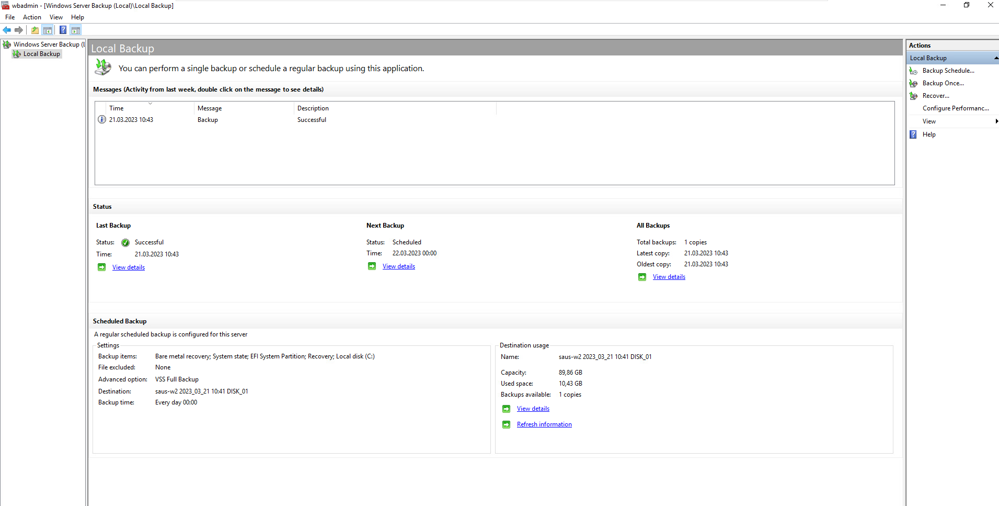 wbadmin - [Windows Server Backup (Local)\Local Backup]
File Action View Help
Windows Server Backup (L
Local Backup
Local Backup
You can perform a single backup or schedule a regular backup using this application.
Messages (Activity from last week, double click on the message to see details)
Time Message Description
21.03.2023 10:43 Backup Successful
Status
Last Backup
Status: Successful
Time: 21.03.2023 10:43
View details
Next Backup
Status: Scheduled
Time: 22.03.2023 00:00
View details
All Backups
Total backups: 1 copies
Latest copy: 21.03.2023 10:43
Oldest copy: 21.03.2023 10:43
View details
Scheduled Backup
A regular scheduled backup is configured for this server
Settings
Backup items: Bare metal recovery; System state; EFI System Partition; Recovery; Local disk (C:)
File excluded: None
Advanced option: VSS Full Backup
Destination: saus-w2 2023_03_21 10:41 DISK_01
Backup time: Every day 00:00
Destination usage
Name: saus-w2 2023_03_21 10:41 DISK_01
Capacity: 89,86 GB
Used space: 10,43 GB
Backups available: 1 copies
View details
Refresh information
Actions
Local Backup
Backup Schedule...
Backup Once...
Recover...
Configure Performanc...
View
Help